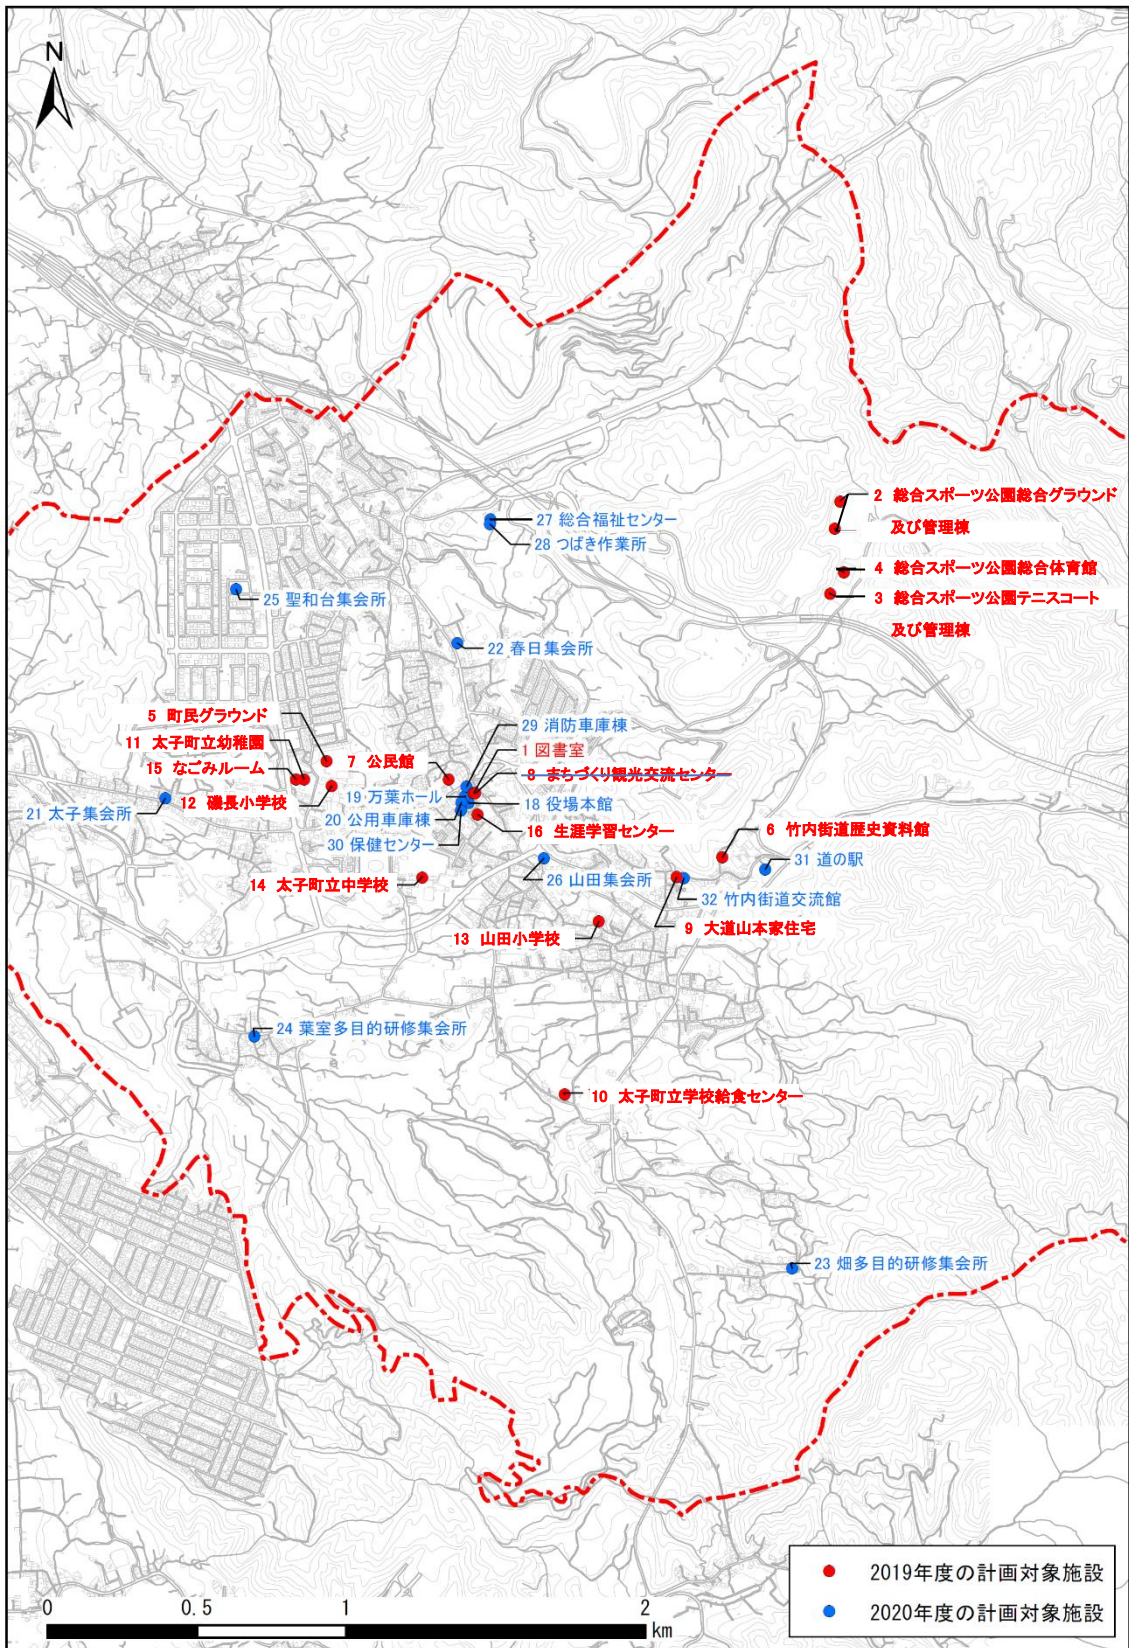 N
2 総合スポーツ公園総合グラウンド
及び管理棟
27 総合福祉センター
28 つばき作業所
4 総合スポーツ公園総合体育館
3 総合スポーツ公園テニスコート
及び管理棟
25 聖和台集会所
22 春日集会所
5 町民グラウンド
29 消防車庫棟
11 太子町立幼稚園
1 図書室
7 公民館
15 なごみルーム
8 まちづくり観光交流センター
12 磯長小学校
19 万葉ホール
18 役場本館
21 太子集会所
20 公用車庫棟
16 生涯学習センター
30 保健センター
6 竹内街道歴史資料館
31 道の駅
14 太子町立中学校
26 山田集会所
32 竹内街道交流館
9 大道山本家住宅
13 山田小学校
24 葉室多目的研修集会所
10 太子町立学校給食センター
23 畑多目的研修集会所
2019年度の計画対象施設
2020年度の計画対象施設
0 0.5 1 2
km